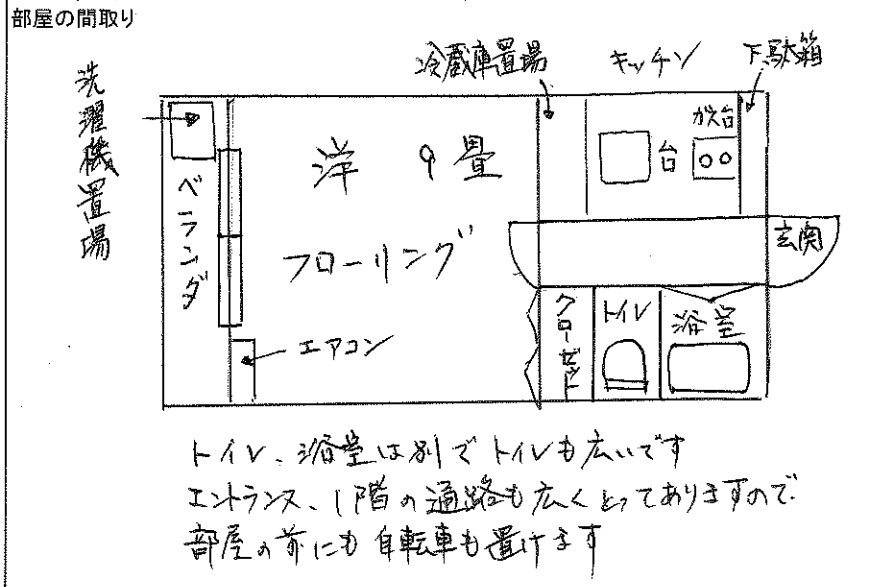 部屋の間取り
冷蔵庫置場
キッチン
下駄箱
洗濯機置場
ガス台
台
洋 9畳
フローリング
ベランダ
玄関
エアコン
クローゼット
トイレ
浴室
トイレ、浴室は別でトイレも広いです
エントランス、1階の通路も広くとってありますので
部屋の前にも自転車も置けます